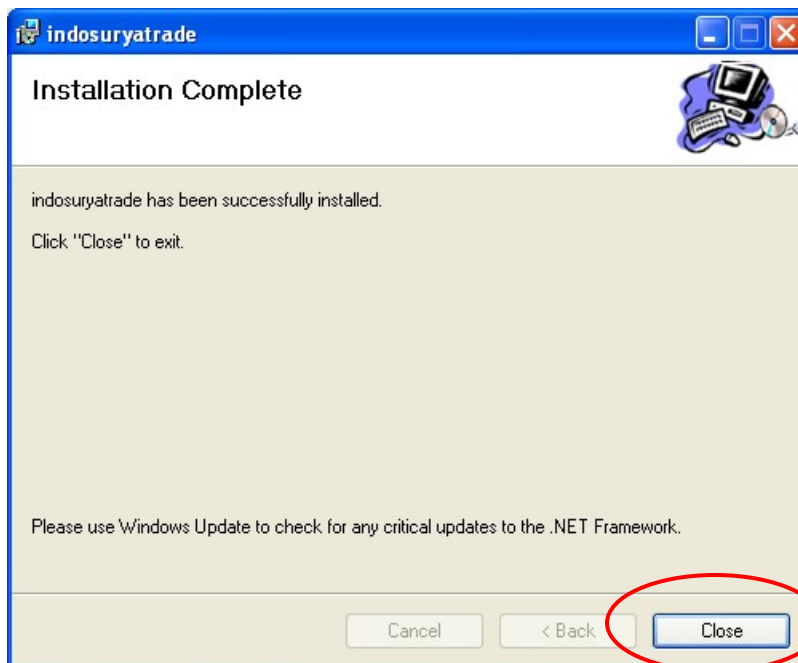 indosuryatrade
Installation Complete
indosuryatrade has been successfully installed.
Click "Close" to exit.
Please use Windows Update to check for any critical updates to the .NET Framework.
Cancel
< Back
Close